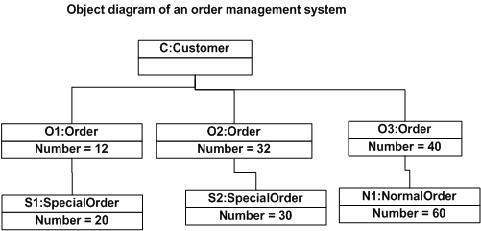 Object diagram of an order management system
C:Customer
O1:Order
Number = 12
O2:Order
Number = 32
O3:Order
Number = 40
S1:SpecialOrder
Number = 20
S2:SpecialOrder
Number = 30
N1:NormalOrder
Number = 60